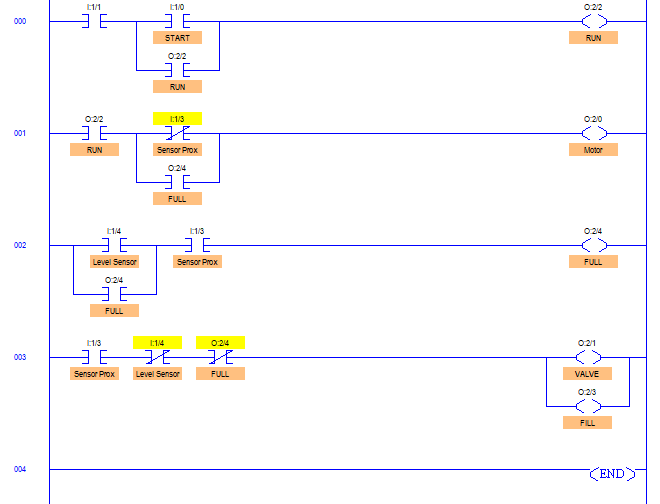 I:1/1 I:1/0 O:2/2
000
START RUN
O:2/2
RUN
O:2/2 I:1/3 O:2/0
001
RUN Sensor Prox Motor
O:2/4
FULL
I:1/4 I:1/3 O:2/4
002
Level Sensor Sensor Prox FULL
O:2/4
FULL
I:1/3 I:1/4 O:2/4 O:2/1
003
Sensor Prox Level Sensor FULL VALVE
O:2/3
FILL
004 END